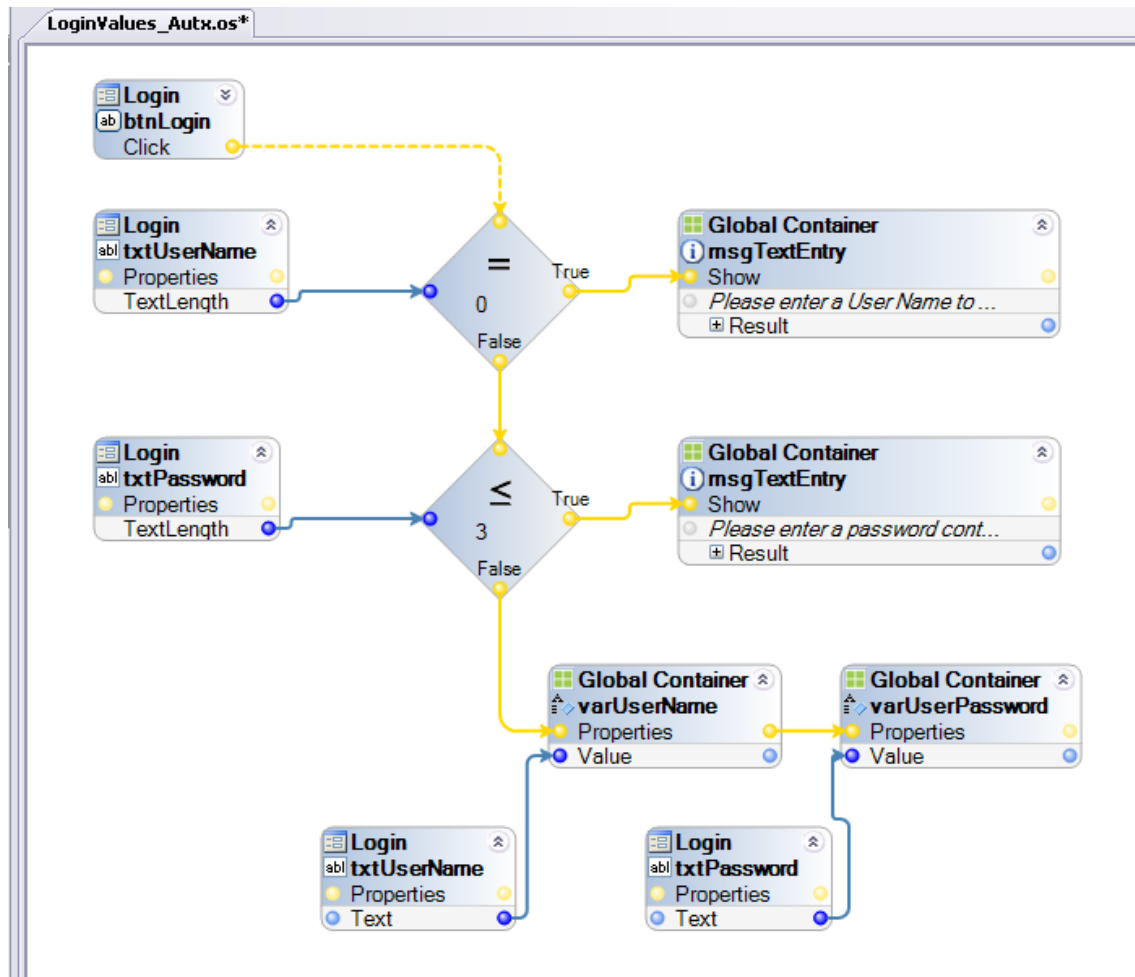 LoginValues_Autx.os*
Login
btnLogin
Click
Login
txtUserName
Properties
TextLength
=
0
True
False
Global Container
msgTextEntry
Show
Please enter a User Name to ...
Result
Login
txtPassword
Properties
TextLength
≤
3
True
False
Global Container
msgTextEntry
Show
Please enter a password cont...
Result
Global Container
varUserName
Properties
Value
Global Container
varUserPassword
Properties
Value
Login
txtUserName
Properties
Text
Login
txtPassword
Properties
Text